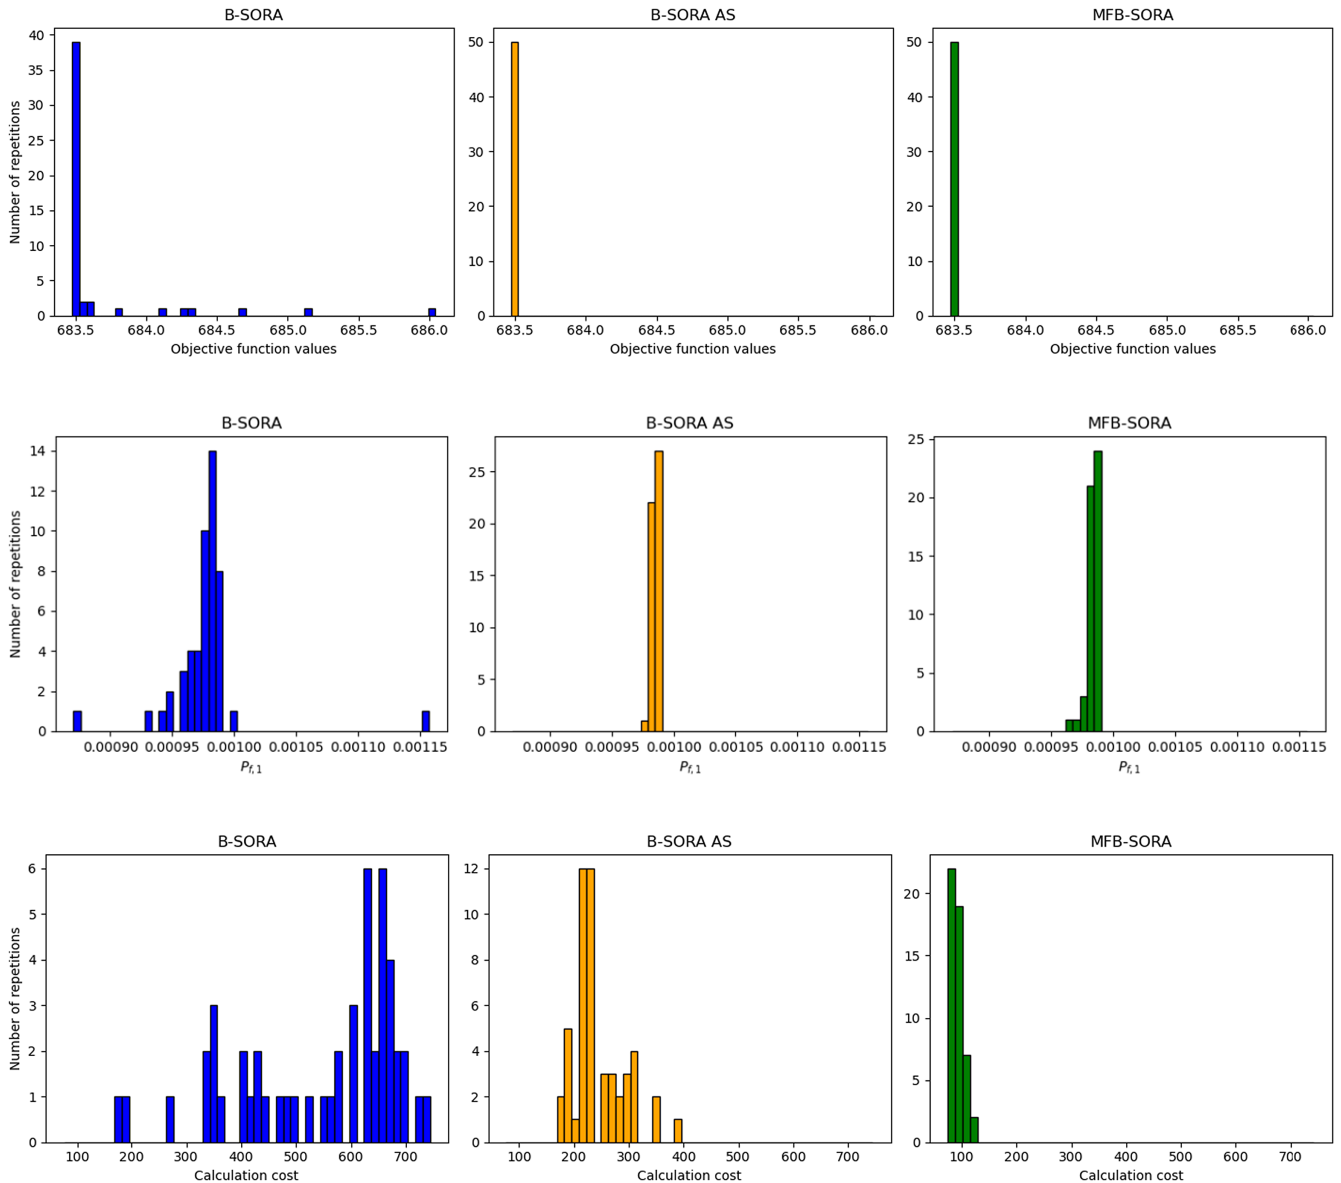 B-SORA
B-SORA AS
MFB-SORA
Number of repetitions
40
35
30
25
20
15
10
5
0
683.5 684.0 684.5 685.0 685.5 686.0
Objective function values
50
40
30
20
10
0
683.5 684.0 684.5 685.0 685.5 686.0
Objective function values
50
40
30
20
10
0
683.5 684.0 684.5 685.0 685.5 686.0
Objective function values
B-SORA
B-SORA AS
MFB-SORA
Number of repetitions
14
12
10
8
6
4
2
0
0.00090 0.00095 0.00100 0.00105 0.00110 0.00115
P_{f,1}
25
20
15
10
5
0
0.00090 0.00095 0.00100 0.00105 0.00110 0.00115
P_{f,1}
25
20
15
10
5
0
0.00090 0.00095 0.00100 0.00105 0.00110 0.00115
P_{f,1}
B-SORA
B-SORA AS
MFB-SORA
Number of repetitions
6
5
4
3
2
1
0
100 200 300 400 500 600 700
Calculation cost
12
10
8
6
4
2
0
100 200 300 400 500 600 700
Calculation cost
20
15
10
5
0
100 200 300 400 500 600 700
Calculation cost